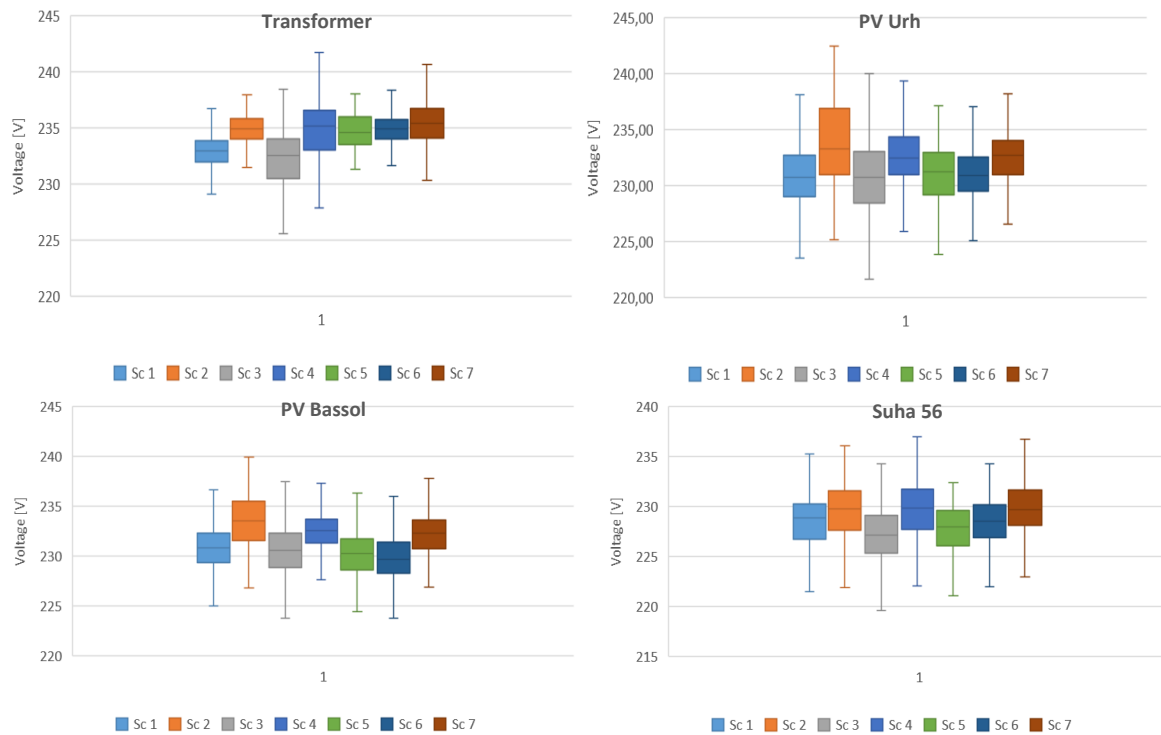 Transformer
Voltage [V]
245
240
235
230
225
220
1
Sc 1 Sc 2 Sc 3 Sc 4 Sc 5 Sc 6 Sc 7
PV Urh
Voltage [V]
245,00
240,00
235,00
230,00
225,00
220,00
1
Sc 1 Sc 2 Sc 3 Sc 4 Sc 5 Sc 6 Sc 7
PV Bassol
Voltage [V]
245
240
235
230
225
220
1
Sc 1 Sc 2 Sc 3 Sc 4 Sc 5 Sc 6 Sc 7
Suha 56
Voltage [V]
240
235
230
225
220
215
1
Sc 1 Sc 2 Sc 3 Sc 4 Sc 5 Sc 6 Sc 7